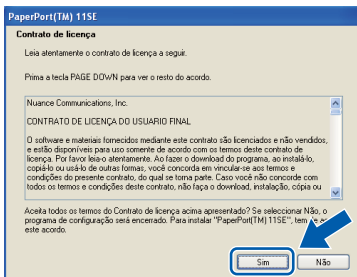 PaperPort(TM) 11SE
Contrato de licença
Leia atentamente o contrato de licença a seguir.
Prima a tecla PAGE DOWN para ver o resto do acordo.
Nuance Communications, Inc.
CONTRATO DE LICENÇA DO USUARIO FINAL
O software e materiais fornecidos mediante este contrato são licenciados e não vendidos,
e estão disponíveis para uso somente de acordo com os termos deste contrato de
licença. Por favor leia-o atentamente. Ao fazer o download do programa, ao instalá-lo,
copiá-lo ou usá-lo de outras formas, você concorda em vincular-se aos termos e
condições do presente contrato, do qual se torna parte. Caso você não concorde com
todos os termos e condições deste contrato, não faça o download, instalação, cópia ou
Aceita todos os termos do Contrato de licença acima apresentado? Se seleccionar Não, o
programa de configuração será encerrado. Para instalar "PaperPort(TM) 11SE", tem de
este acordo.
Sim
Não